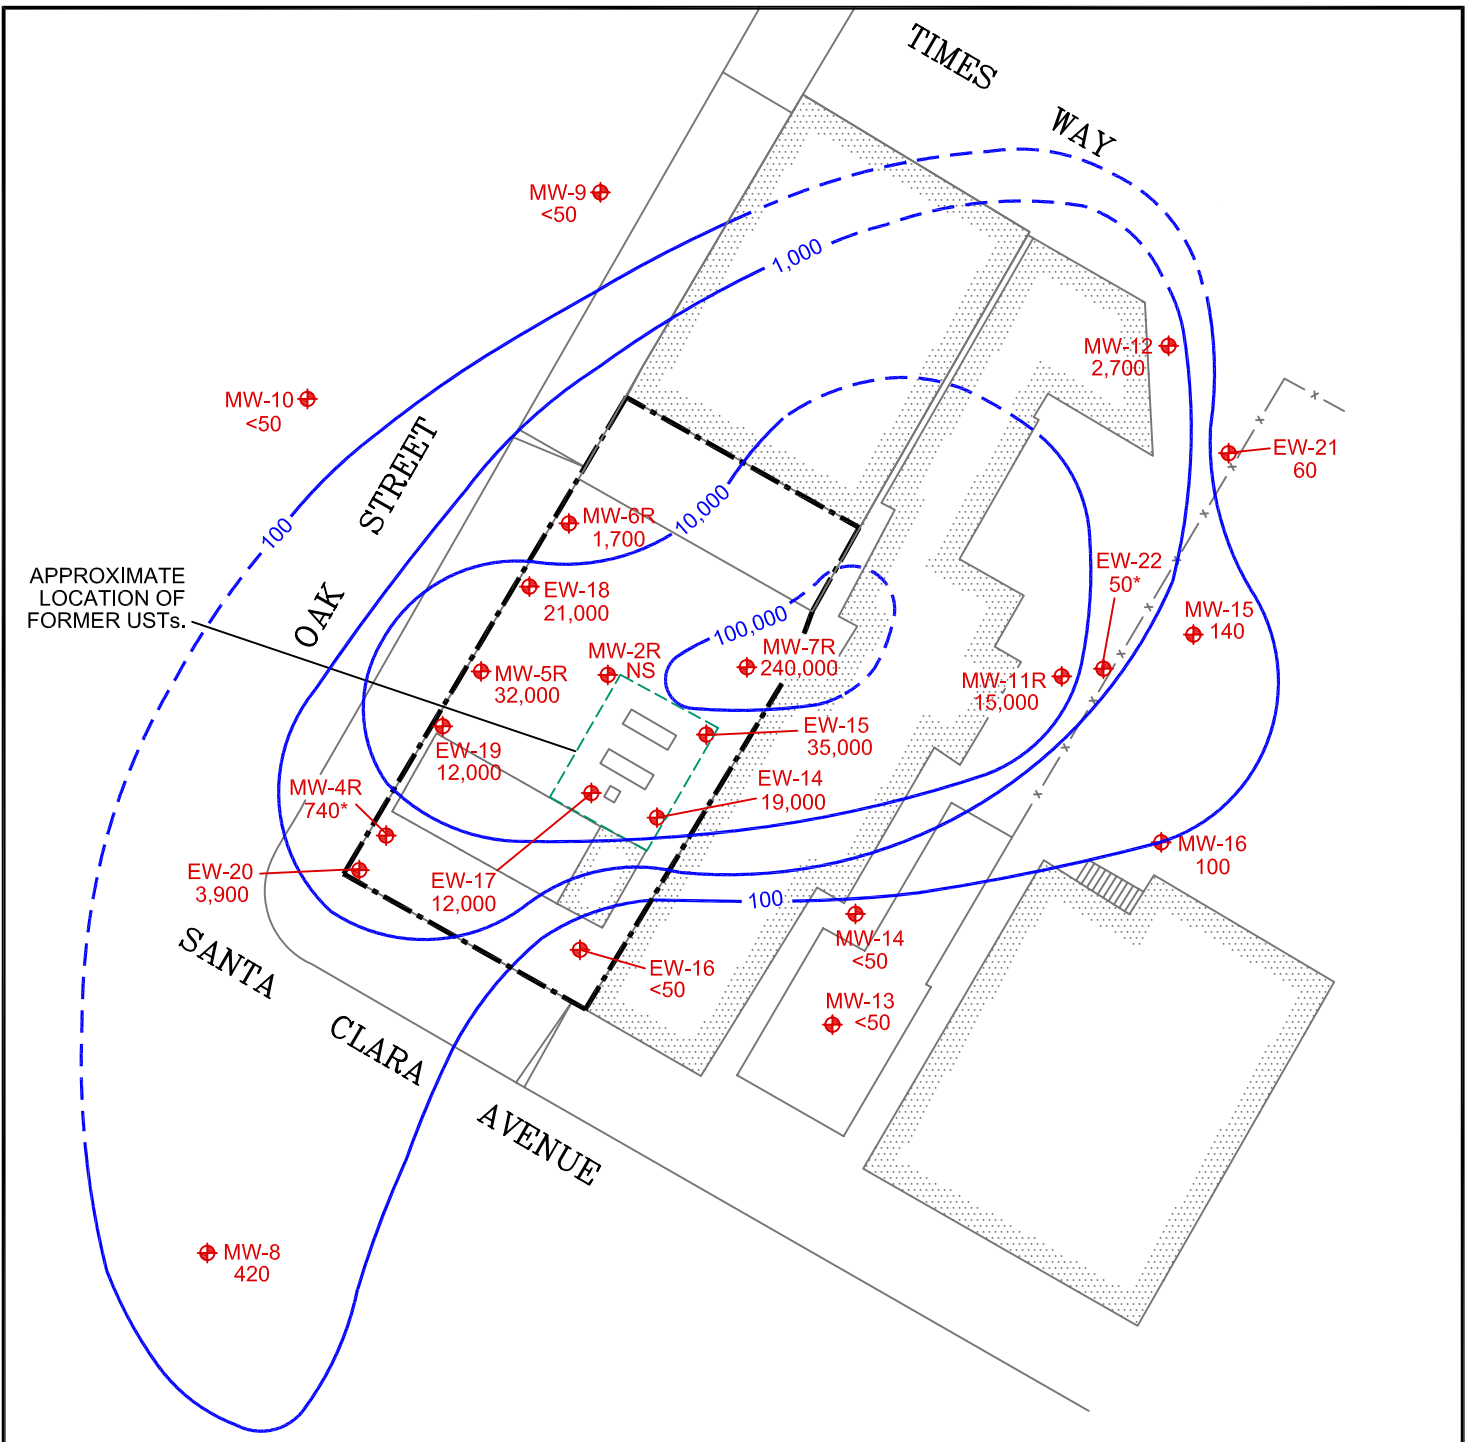 TIMES
WAY
MW-9
<50
1,000
MW-12
2,700
MW-10
<50
STREET
EW-21
60
10,000
MW-6R
1,700
100
APPROXIMATE
LOCATION OF
FORMER USTs.
OAK
EW-18
21,000
EW-22
50*
MW-15
140
100,000
MW-2R
NS
MW-7R
240,000
MW-5R
32,000
MW-11R
15,000
EW-19
12,000
EW-15
35,000
MW-4R
740*
EW-14
19,000
MW-16
100
EW-20
3,900
EW-17
12,000
100
MW-14
<50
SANTA
EW-16
<50
MW-13
<50
CLARA
AVENUE
MW-8
420